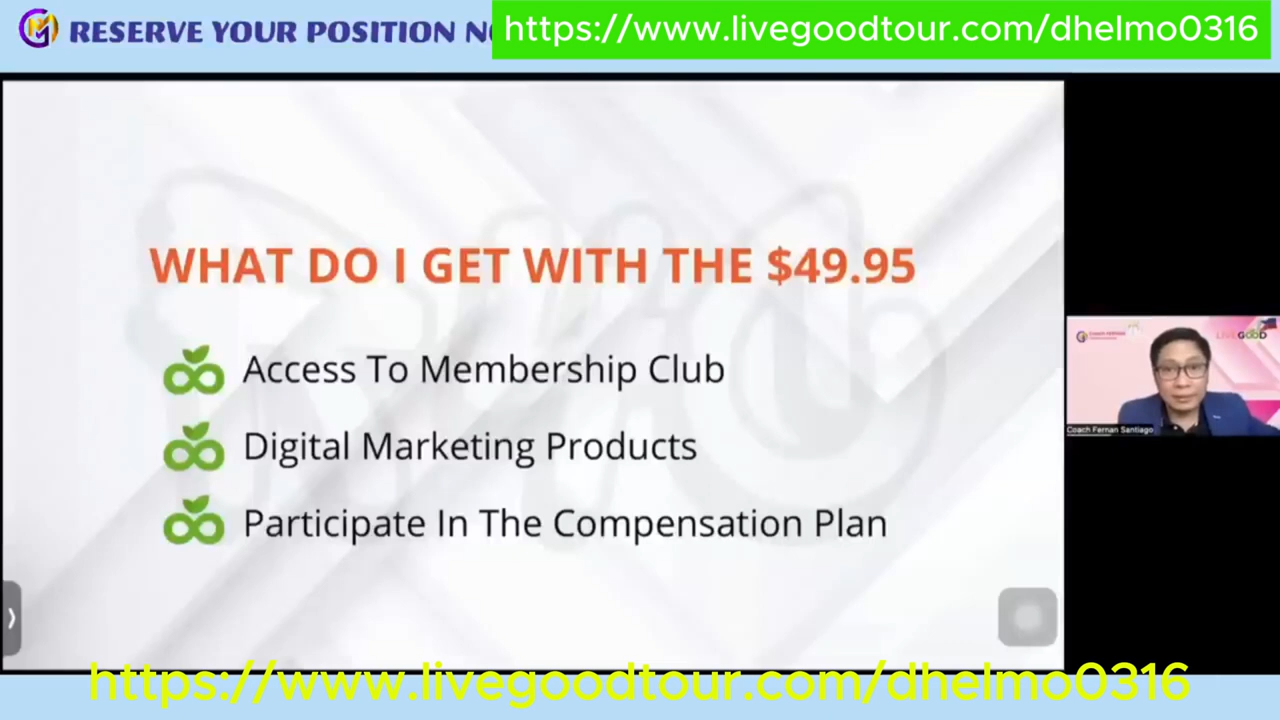 RESERVE YOUR POSITION
https://www.livegoodtour.com/dhelmo0316
WHAT DO I GET WITH THE $49.95
Access To Membership Club
Digital Marketing Products
Participate In The Compensation Plan
LIVEGOOD
Coach Fernan Santiago
https://www.livegoodtour.com/dhelmo0316